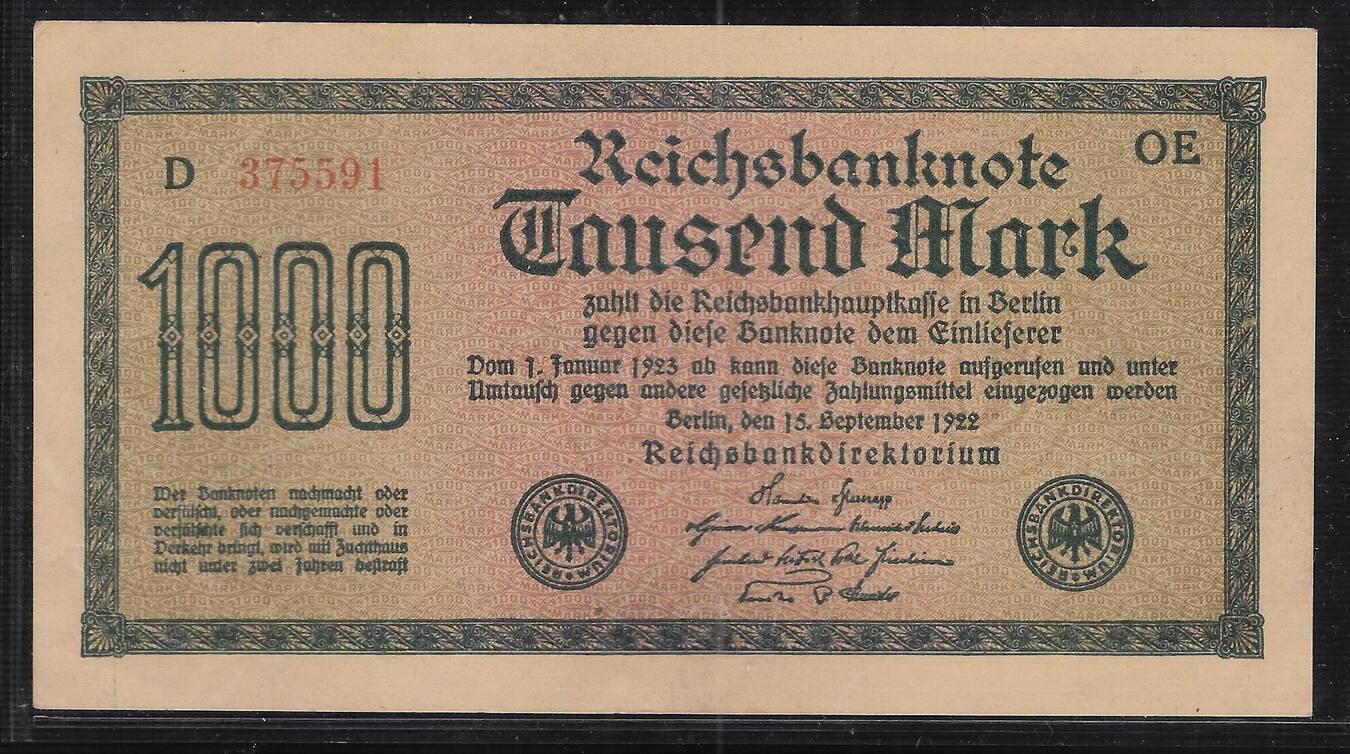 D 375591
OE
Reichsbanknote
Tausend Mark
1000
zahlt die Reichsbankhauptkasse in Berlin
gegen diese Banknote dem Einlieferer
Vom 1. Januar 1923 ab kann diese Banknote aufgerufen und unter
Umtausch gegen andere gesetzliche Zahlungsmittel eingezogen werden
Berlin, den 15. September 1922
Reichsbankdirektorium
Wer Banknoten nachmacht oder
verfälscht, oder nachgemachte oder
verfälschte sich verschafft und in
Verkehr bringt, wird mit Zuchthaus
nicht unter zwei Jahren bestraft
REICHSBANKDIREKTORIUM
REICHSBANKDIREKTORIUM